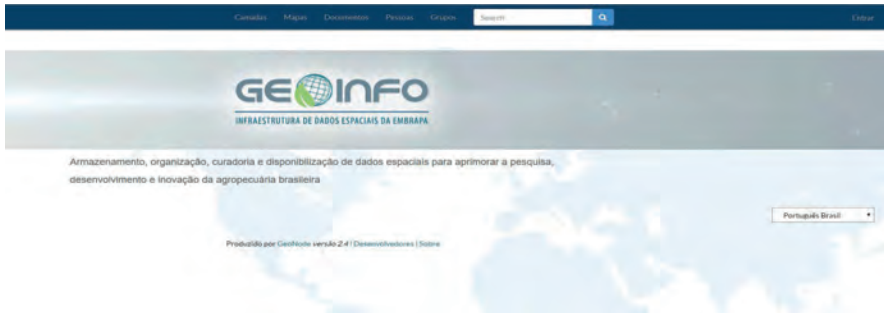 Camadas Mapas Documentos Pessoas Grupos Search Entrar
GEOINFO
INFRAESTRUTURA DE DADOS ESPACIAIS DA EMBRAPA
Armazenamento, organização, curadoria e disponibilização de dados espaciais para aprimorar a pesquisa,
desenvolvimento e inovação da agropecuária brasileira
Português Brasil
Produzido por GeoNode versão 2.4 | Desenvolvedores | Sobre